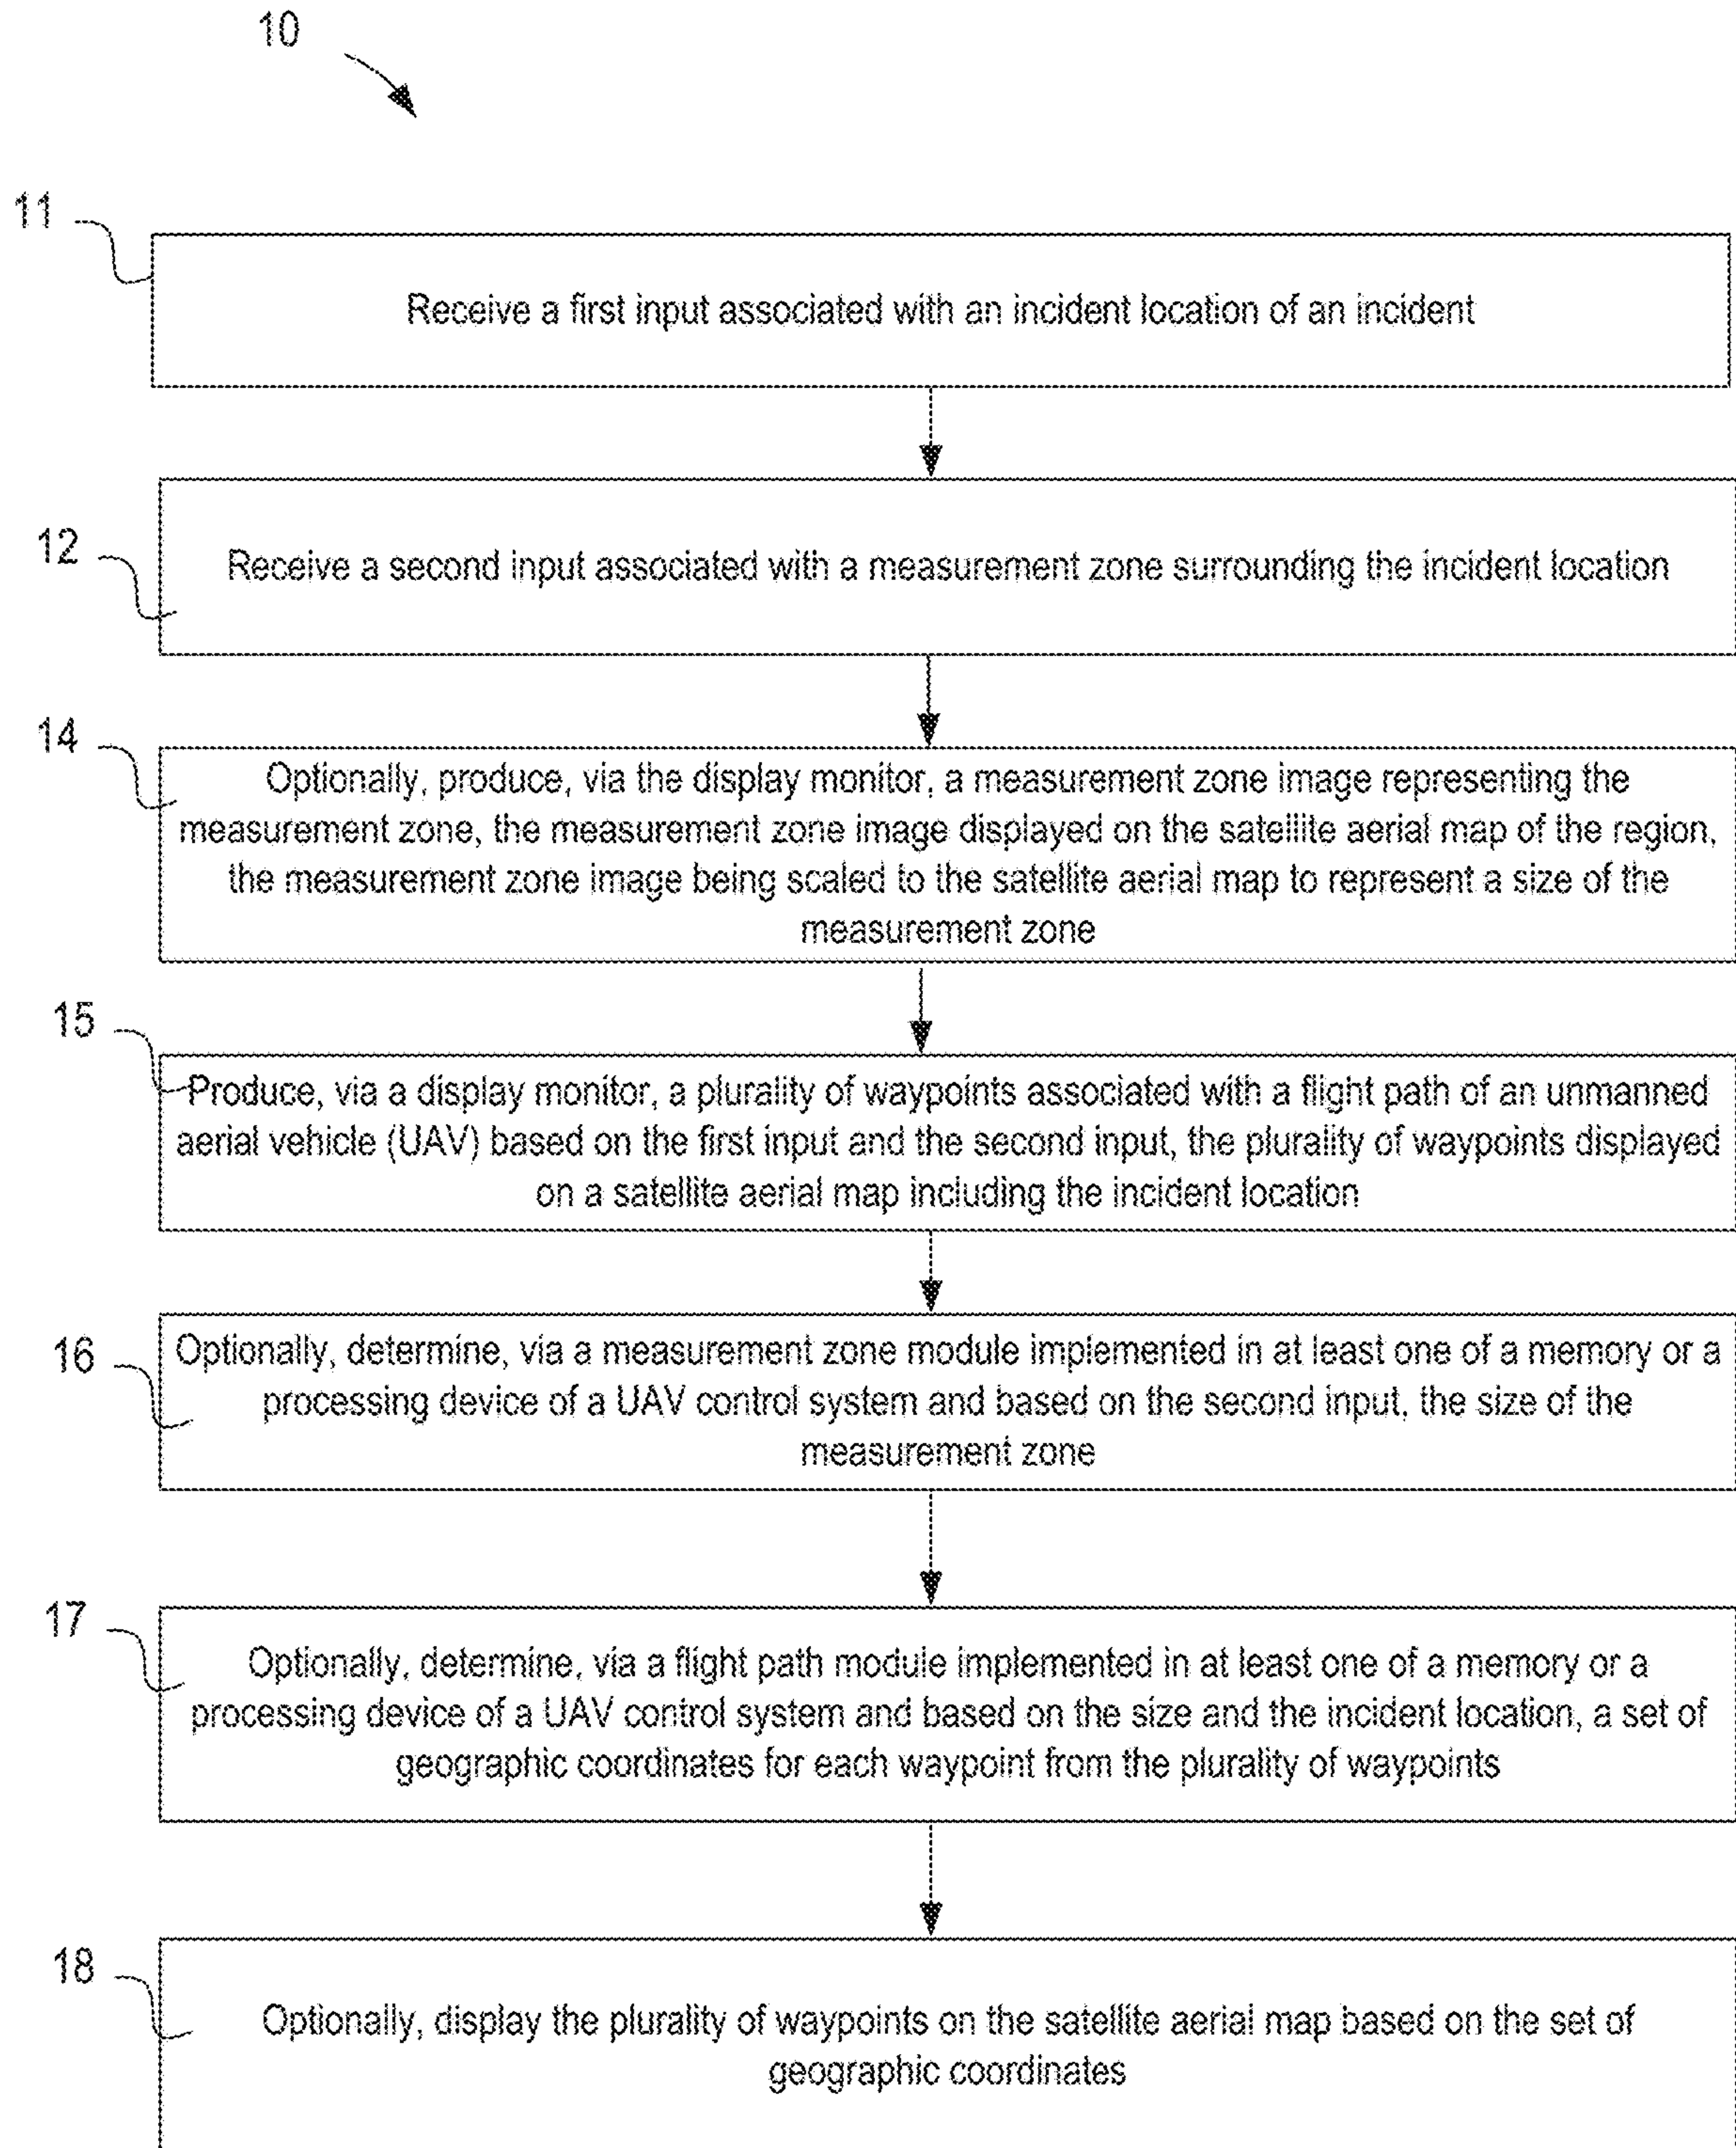 10
11
Receive a first input associated with an incident location of an incident
12
Receive a second input associated with a measurement zone surrounding the incident location
14
Optionally, produce, via the display monitor, a measurement zone image representing the
measurement zone, the measurement zone image displayed on the satellite aerial map of the region,
the measurement zone image being scaled to the satellite aerial map to represent a size of the
measurement zone
15
Produce, via a display monitor, a plurality of waypoints associated with a flight path of an unmanned
aerial vehicle (UAV) based on the first input and the second input, the plurality of waypoints displayed
on a satellite aerial map including the incident location
16
Optionally, determine, via a measurement zone module implemented in at least one of a memory or a
processing device of a UAV control system and based on the second input, the size of the
measurement zone
17
Optionally, determine, via a flight path module implemented in at least one of a memory or a
processing device of a UAV control system and based on the size and the incident location, a set of
geographic coordinates for each waypoint from the plurality of waypoints
18
Optionally, display the plurality of waypoints on the satellite aerial map based on the set of
geographic coordinates